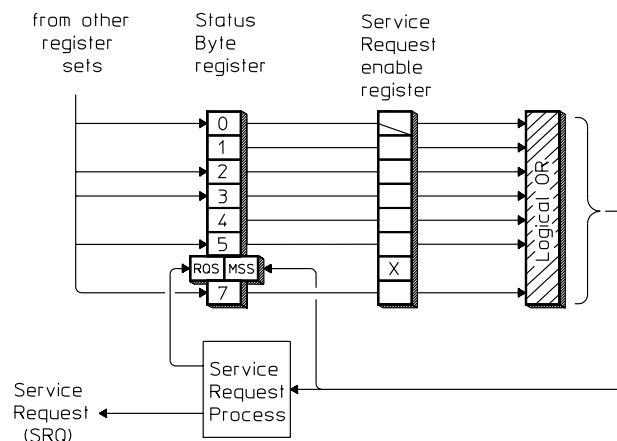 from other
register
sets
Status
Byte
register
Service
Request
enable
register
0
1
2
3
4
5
RQS MSS
7
X
Logical OR
Service
Request
Process
Service
Request
(SRQ)